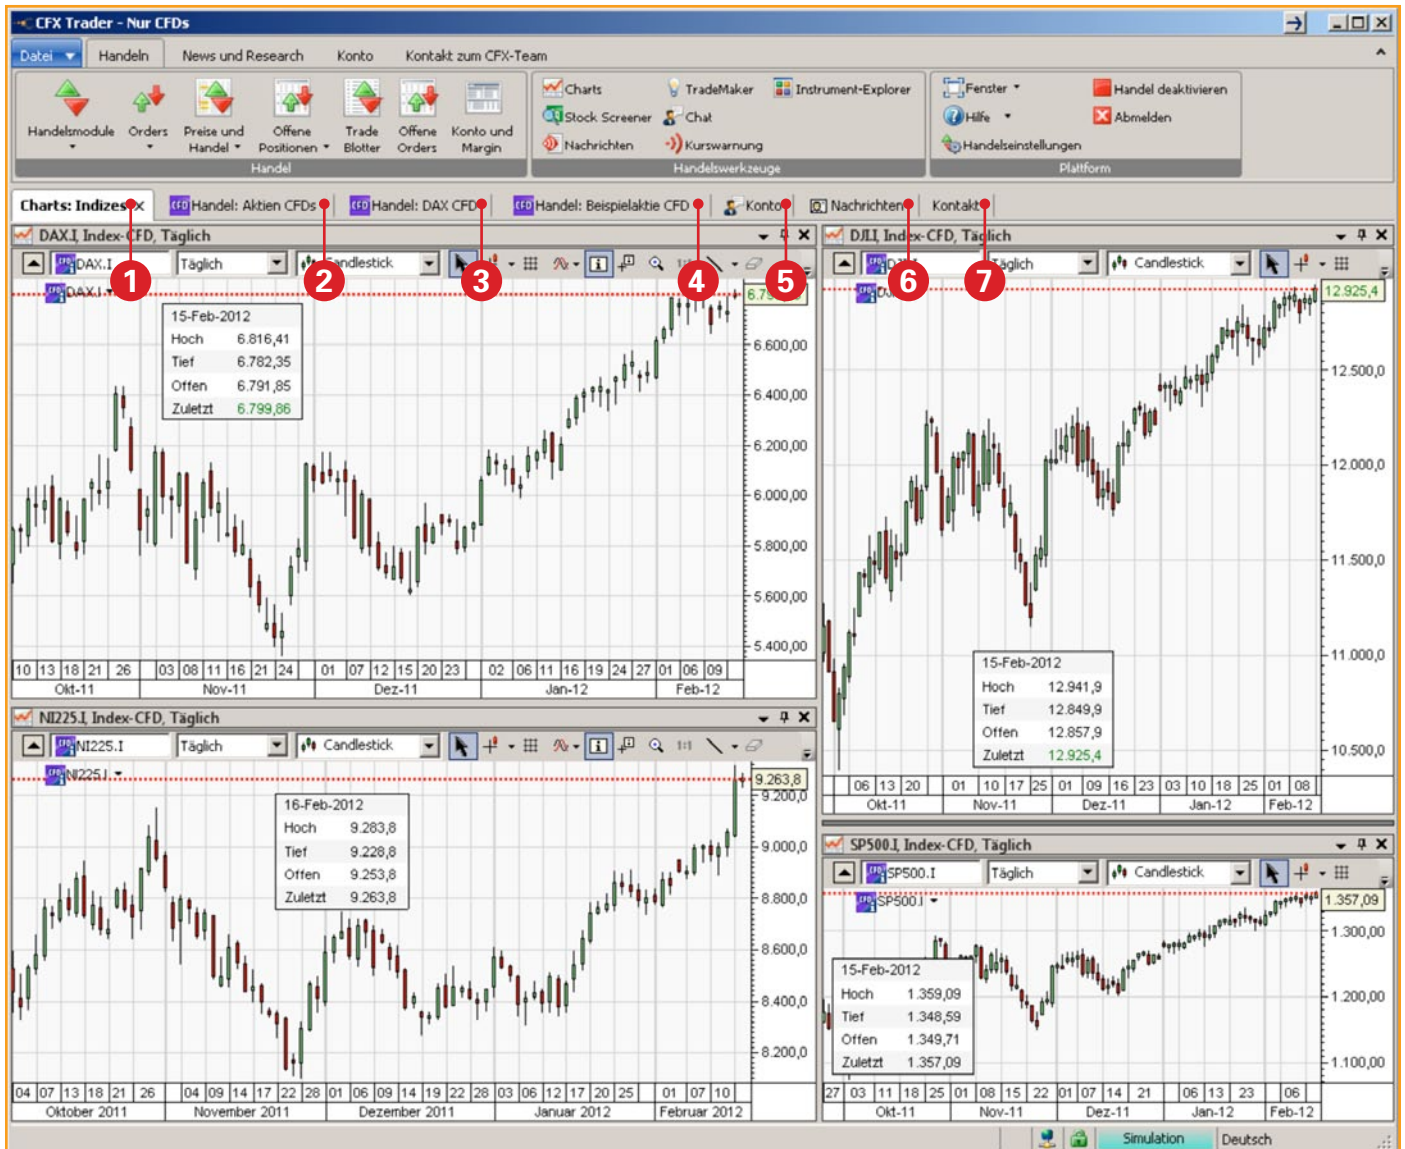 CFX Trader - Nur CFDs
Datei Handeln News und Research Konto Kontakt zum CFX-Team
Handelsmodule Orders Preise und Handel Offene Positionen Trade Blotter Offene Orders Konto und Margin
Handel
Charts TradeMaker Instrument-Explorer
Stock Screener Chat
Nachrichten Kurswarnung
Handelswerkzeuge
Fenster Handel deaktivieren
Hilfe Abmelden
Handelseinstellungen
Plattform
Charts: Indizes Handel: Aktien CFDs Handel: DAX CFD Handel: Beispielaktie CFD Konto Nachrichten Kontakt
1 2 3 4 5 6 7
DAX.I, Index-CFD, Täglich
DAX.I Täglich Candlestick
DAX.I
15-Feb-2012
Hoch 6.816,41
Tief 6.782,35
Offen 6.791,85
Zuletzt 6.799,86
6.600,00
6.400,00
6.200,00
6.000,00
5.800,00
5.600,00
5.400,00
10 13 18 21 26 03 08 11 16 21 24 01 07 12 15 20 23 02 06 11 16 19 24 27 01 06 09
Okt-11 Nov-11 Dez-11 Jan-12 Feb-12
DJI.I, Index-CFD, Täglich
Täglich Candlestick
12.925,4
12.500,0
12.000,0
11.500,0
11.000,0
10.500,0
15-Feb-2012
Hoch 12.941,9
Tief 12.849,9
Offen 12.857,9
Zuletzt 12.925,4
06 13 20 01 10 17 25 01 09 16 23 03 10 18 25 01 08
Okt-11 Nov-11 Dez-11 Jan-12 Feb-12
NI225.I, Index-CFD, Täglich
NI225.I Täglich Candlestick 1:1
NI225.I
16-Feb-2012
Hoch 9.283,8
Tief 9.228,8
Offen 9.253,8
Zuletzt 9.263,8
9.263,8
9.200,0
9.000,0
8.800,0
8.600,0
8.400,0
8.200,0
04 07 13 18 21 26 04 09 14 17 22 28 01 06 09 14 19 22 28 03 06 12 17 20 25 01 07 10
Oktober 2011 November 2011 Dezember 2011 Januar 2012 Februar 2012
SP500.I, Index-CFD, Täglich
SP500.I Täglich Candlestick
SP500.I
15-Feb-2012
Hoch 1.359,09
Tief 1.348,59
Offen 1.349,71
Zuletzt 1.357,09
1.357,09
1.300,00
1.200,00
1.100,00
27 03 11 18 25 01 08 15 22 01 07 14 21 06 13 23 06
Okt-11 Nov-11 Dez-11 Jan-12 Feb-12
Simulation Deutsch